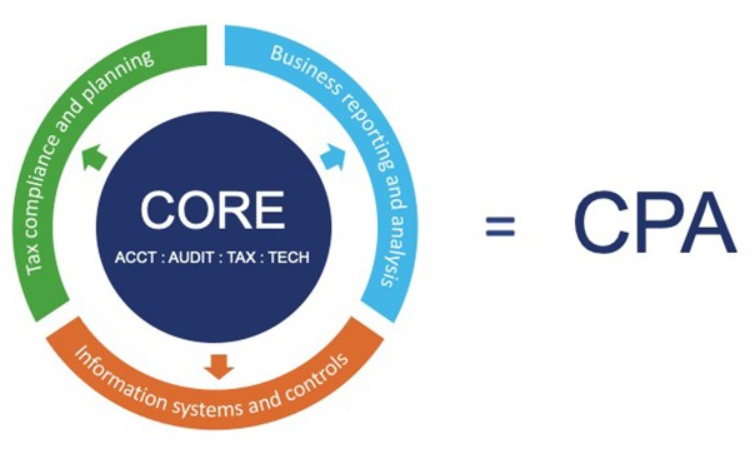 Tax compliance and planning
Business reporting and analysis
CORE
ACCT : AUDIT : TAX : TECH
Information systems and controls
= CPA